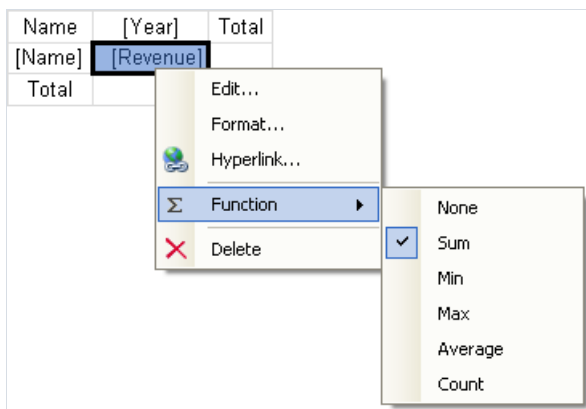 Name [Year] Total
[Name] [Revenue]
Total
Edit...
Format...
Hyperlink...
Σ Function
Delete
None
Sum
Min
Max
Average
Count